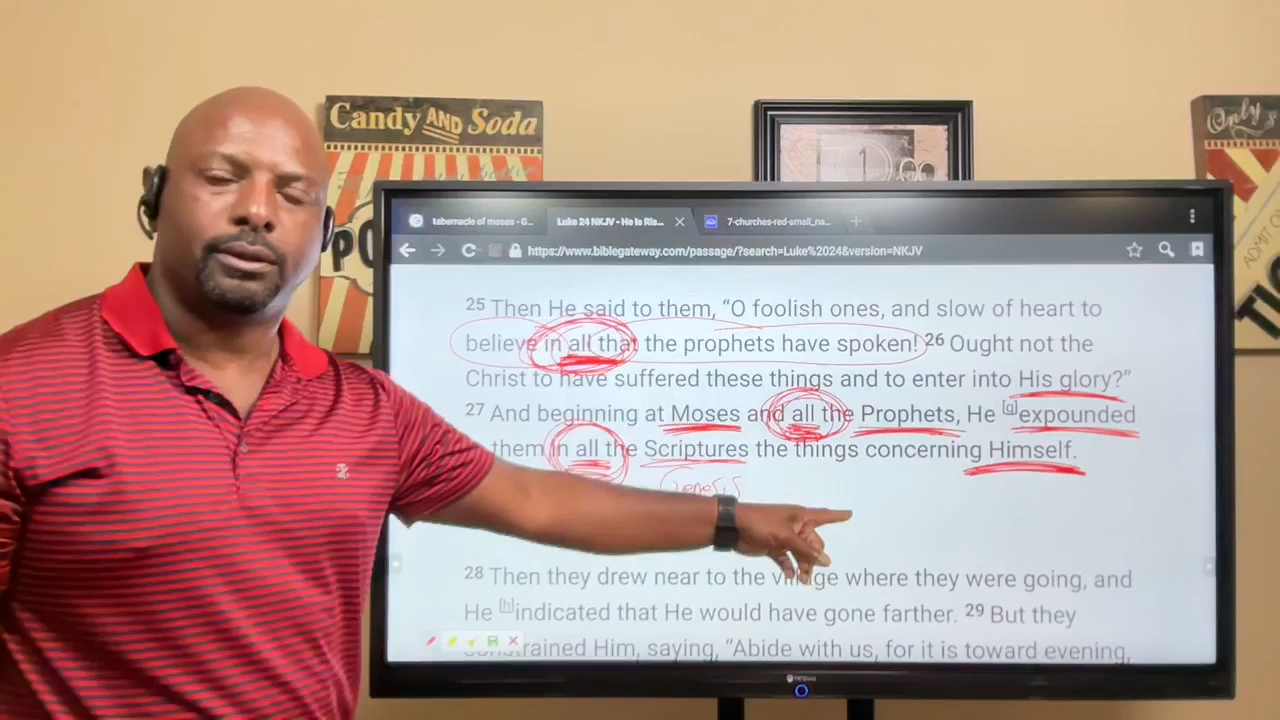 Candy AND Soda
Only
PO
1
ADMIT O
TIC
tabernacle of moses - G...
Luke 24 NKJV - He Is Ris...
7-churches-red-small_na...
https://www.biblegateway.com/passage/?search=Luke%2024&version=NKJV
25 Then He said to them, “O foolish ones, and slow of heart to
believe in all that the prophets have spoken! 26 Ought not the
Christ to have suffered these things and to enter into His glory?”
27 And beginning at Moses and all the Prophets, He [g]expounded
them in all the Scriptures the things concerning Himself.
Genesis
28 Then they drew near to the village where they were going, and
He [h]indicated that He would have gone farther. 29 But they
constrained Him, saying, “Abide with us, for it is toward evening,